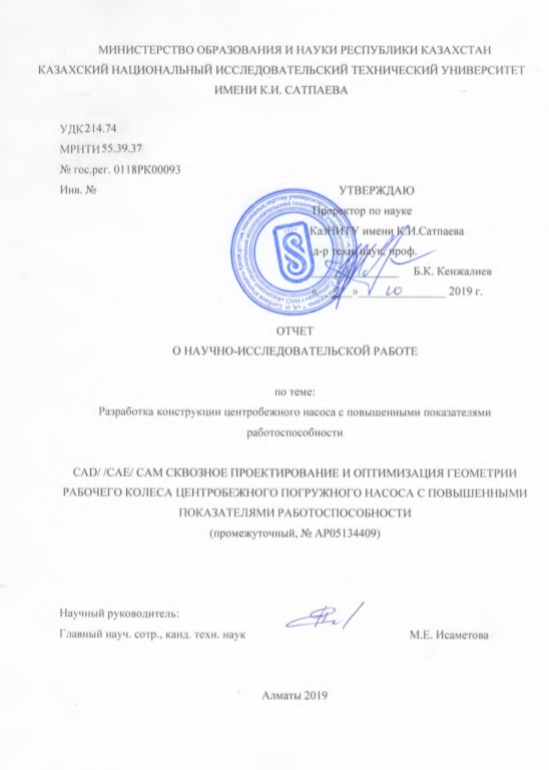 МИНИСТЕРСТВО ОБРАЗОВАНИЯ И НАУКИ РЕСПУБЛИКИ КАЗАХСТАН
КАЗАХСКИЙ НАЦИОНАЛЬНЫЙ ИССЛЕДОВАТЕЛЬСКИЙ ТЕХНИЧЕСКИЙ УНИВЕРСИТЕТ
ИМЕНИ К.И. САТПАЕВА
УДК 214.74
МРНТИ 55.39.37
№ гос.рег. 0118РК00093
Инв. №
УТВЕРЖДАЮ
Проректор по науке
КазНИТУ имени К.И.Сатпаева
д-р техн. наук, проф.
Б.К. Кенжалиев
« » 10 2019 г.
ОТЧЕТ
О НАУЧНО-ИССЛЕДОВАТЕЛЬСКОЙ РАБОТЕ
по теме:
Разработка конструкции центробежного насоса с повышенными показателями
работоспособности
CAD/ /CAE/ CAM СКВОЗНОЕ ПРОЕКТИРОВАНИЕ И ОПТИМИЗАЦИЯ ГЕОМЕТРИИ
РАБОЧЕГО КОЛЕСА ЦЕНТРОБЕЖНОГО ПОГРУЖНОГО НАСОСА С ПОВЫШЕННЫМИ
ПОКАЗАТЕЛЯМИ РАБОТОСПОСОБНОСТИ
(промежуточный, № АР05134409)
Научный руководитель:
Главный науч. сотр., канд. техн. наук М.Е. Исаметова
Алматы 2019